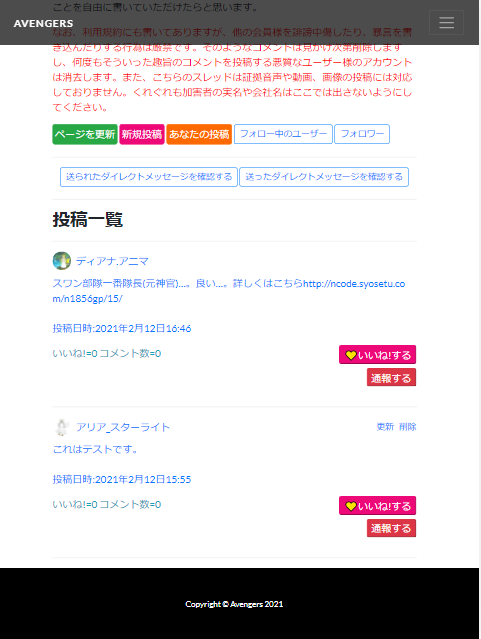 AVENGERS
ことを自由に書いていただけたらと思います。
なお、利用規約にも書いてありますが、他の会員様を誹謗中傷したり、暴言を書
き込んだりする行為は厳禁です。そのようなコメントは見かけ次第削除します
し、何度もそういった趣旨のコメントを投稿する悪質なユーザー様のアカウント
は消去します。また、こちらのスレッドは証拠音声や動画、画像の投稿には対応
しておりません。くれぐれも加害者の実名や会社名はここでは出さないようにし
てください。
ページを更新 新規投稿 あなたの投稿 フォロー中のユーザー フォロワー
送られたダイレクトメッセージを確認する 送ったダイレクトメッセージを確認する
投稿一覧
ディアナ.アニマ
スワン部隊一番隊長(元神官)...。良い...。詳しくはこちらhttp://ncode.syosetu.co
m/n1856gp/15/
投稿日時:2021年2月12日16:46
いいね!=0 コメント数=0 いいね!する
通報する
アリア_スターライト 更新 削除
これはテストです。
投稿日時:2021年2月12日15:55
いいね!=0 コメント数=0 いいね!する
通報する
Copyright © Avengers 2021